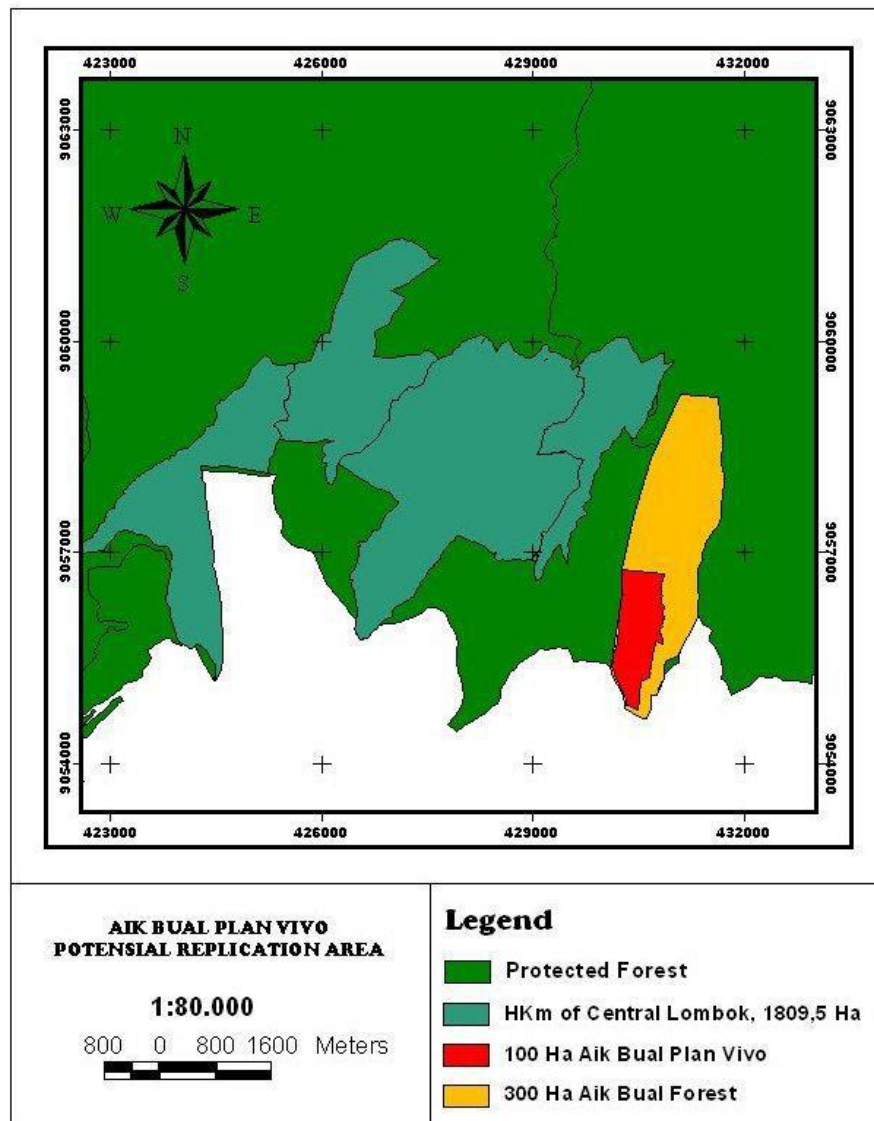 423000 426000 429000 432000
9063000 9063000
N
W E
S
9060000 9060000
9057000 9057000
9054000 9054000
423000 426000 429000 432000
AIK BUAL PLAN VIVO
POTENSIAL REPLICATION AREA
1:80.000
800 0 800 1600 Meters
Legend
Protected Forest
HKm of Central Lombok, 1809,5 Ha
100 Ha Aik Bual Plan Vivo
300 Ha Aik Bual Forest